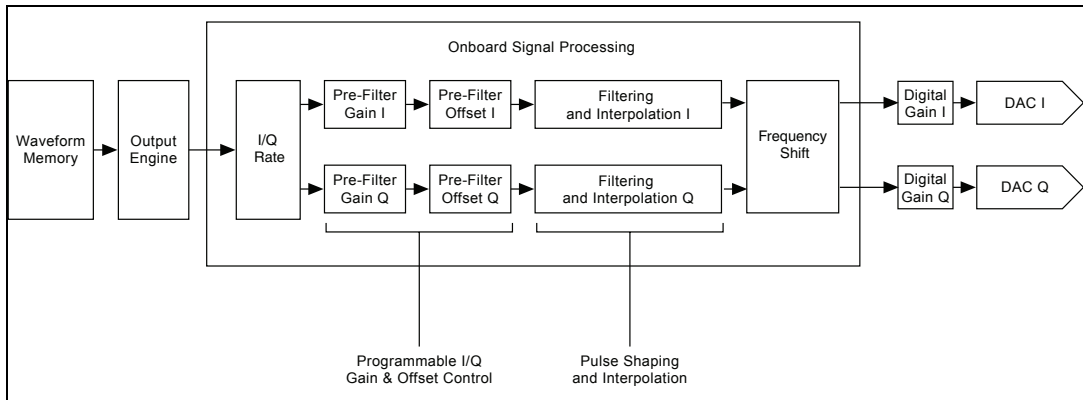 Onboard Signal Processing
Waveform
Memory
Output
Engine
I/Q
Rate
Pre-Filter
Gain I
Pre-Filter
Offset I
Filtering
and Interpolation I
Pre-Filter
Gain Q
Pre-Filter
Offset Q
Filtering
and Interpolation Q
Frequency
Shift
Digital
Gain I
DAC I
Digital
Gain Q
DAC Q
Programmable I/Q
Gain & Offset Control
Pulse Shaping
and Interpolation